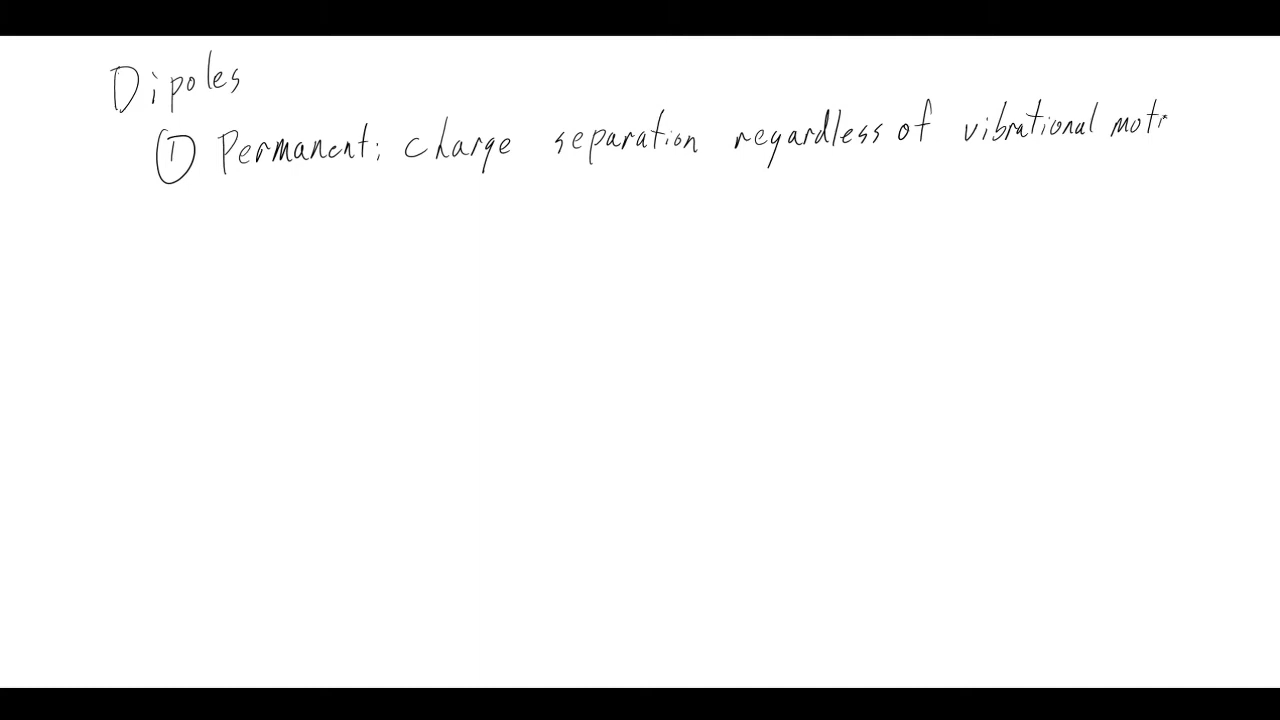 Dipoles
① Permanent: charge separation regardless of vibrational moti